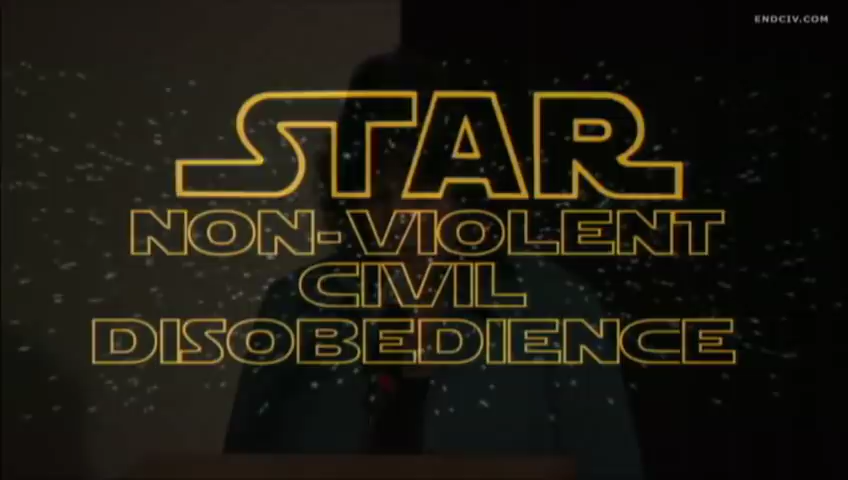 ENDCIV.COM
STAR
NON-VIOLENT
CIVIL
DISOBEDIENCE